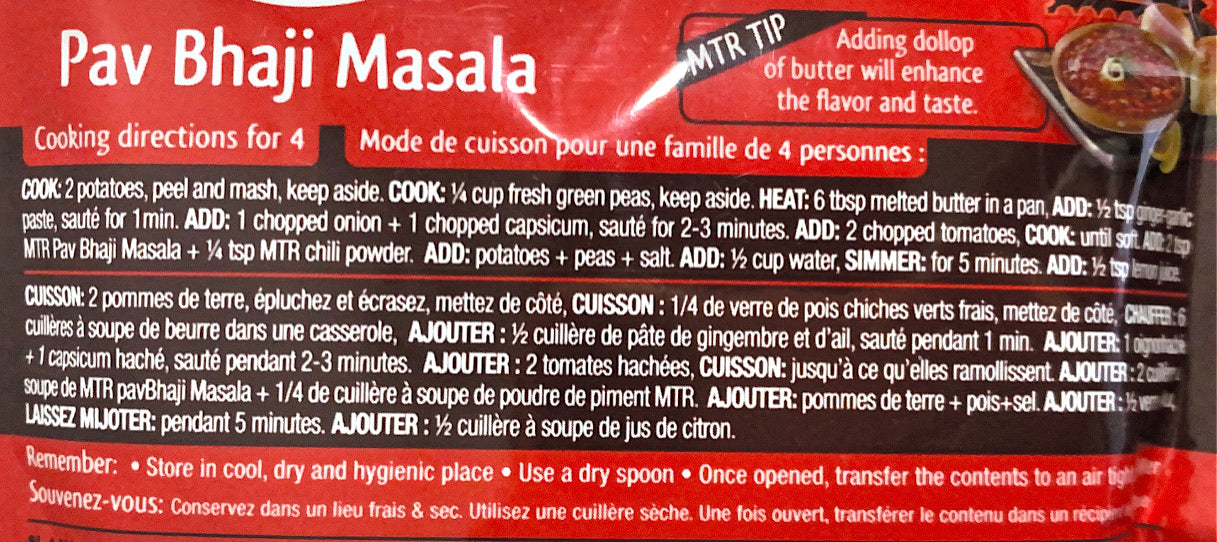 Pav Bhaji Masala
MTR TIP
Adding dollop
of butter will enhance
the flavor and taste.
Cooking directions for 4
Mode de cuisson pour une famille de 4 personnes :
COOK: 2 potatoes, peel and mash, keep aside. COOK: ¼ cup fresh green peas, keep aside. HEAT: 6 tbsp melted butter in a pan, ADD: ½ tsp ginger-garlic
paste, sauté for 1min. ADD: 1 chopped onion + 1 chopped capsicum, sauté for 2-3 minutes. ADD: 2 chopped tomatoes, COOK: until soft. ADD: 2 tsp
MTR Pav Bhaji Masala + ¼ tsp MTR chili powder. ADD: potatoes + peas + salt. ADD: ½ cup water, SIMMER: for 5 minutes. ADD: ½ tsp lemon juice.
CUISSON: 2 pommes de terre, épluchez et écrasez, mettez de côté, CUISSON : 1/4 de verre de pois chiches verts frais, mettez de côté, CHAUFFER : 6
cuillères à soupe de beurre dans une casserole, AJOUTER : ½ cuillère de pâte de gingembre et d'ail, sauté pendant 1 min. AJOUTER: 1
+ 1 capsicum haché, sauté pendant 2-3 minutes. AJOUTER : 2 tomates hachées, CUISSON: jusqu'à ce qu'elles ramollissent. AJOUTER : 2
soupe de MTR pavBhaji Masala + 1/4 de cuillère à soupe de poudre de piment MTR. AJOUTER: pommes de terre + pois+sel. AJOUTER : ½
LAISSEZ MIJOTER: pendant 5 minutes. AJOUTER : ½ cuillère à soupe de jus de citron.
Remember: • Store in cool, dry and hygienic place • Use a dry spoon • Once opened, transfer the contents to an air
Souvenez-vous: Conservez dans un lieu frais & sec. Utilisez une cuillère sèche. Une fois ouvert, transférer le contenu dans un